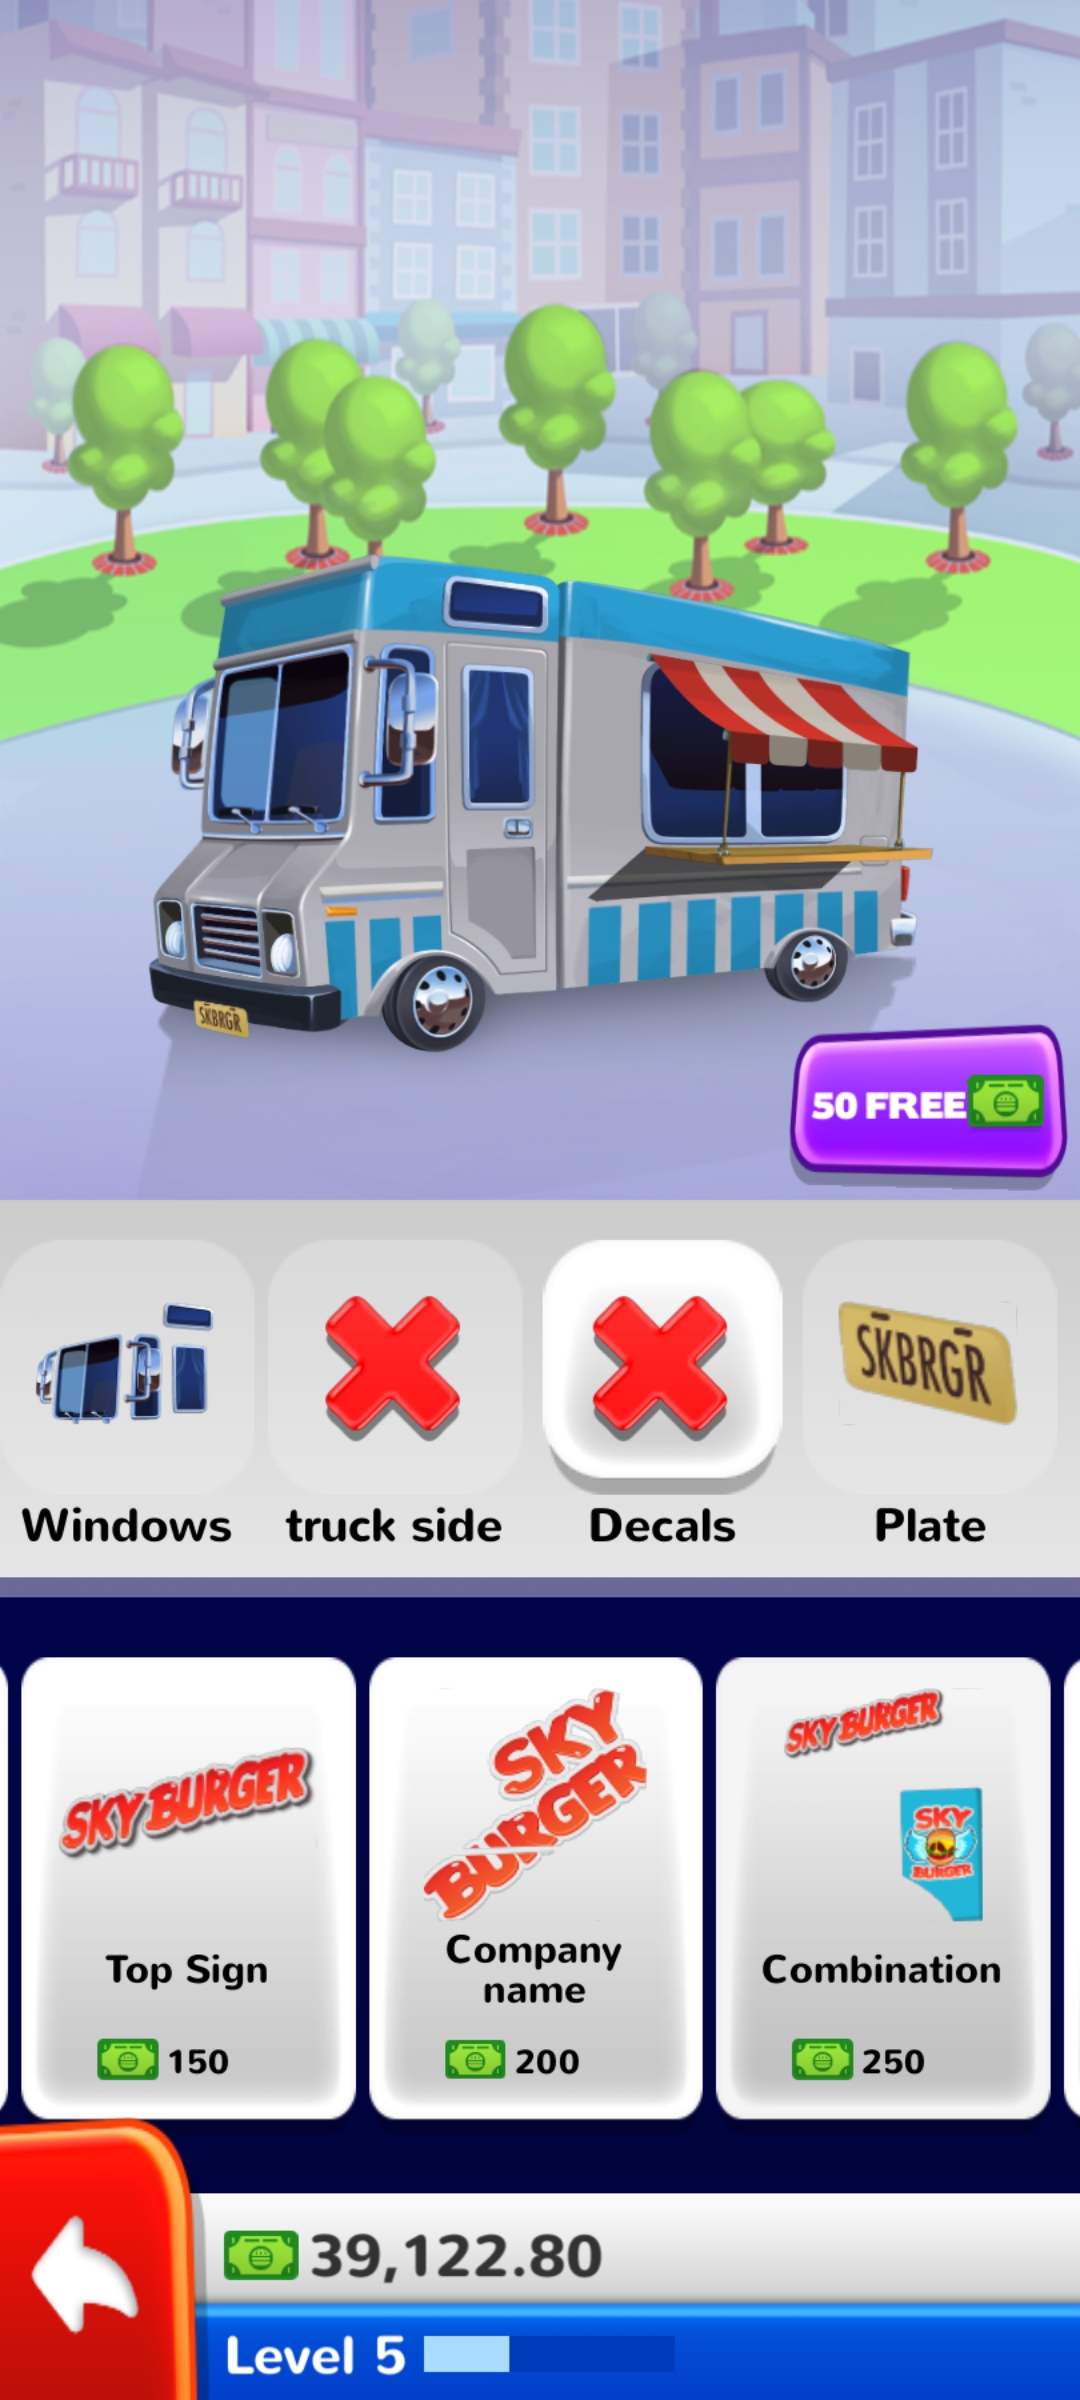 SKBRGR
50 FREE
SKBRGR
Windows
truck side
Decals
Plate
SKY BURGER
SKY
BURGER
SKY BURGER
SKY
BURGER
Top Sign
Company
name
Combination
150
200
250
39,122.80
Level 5